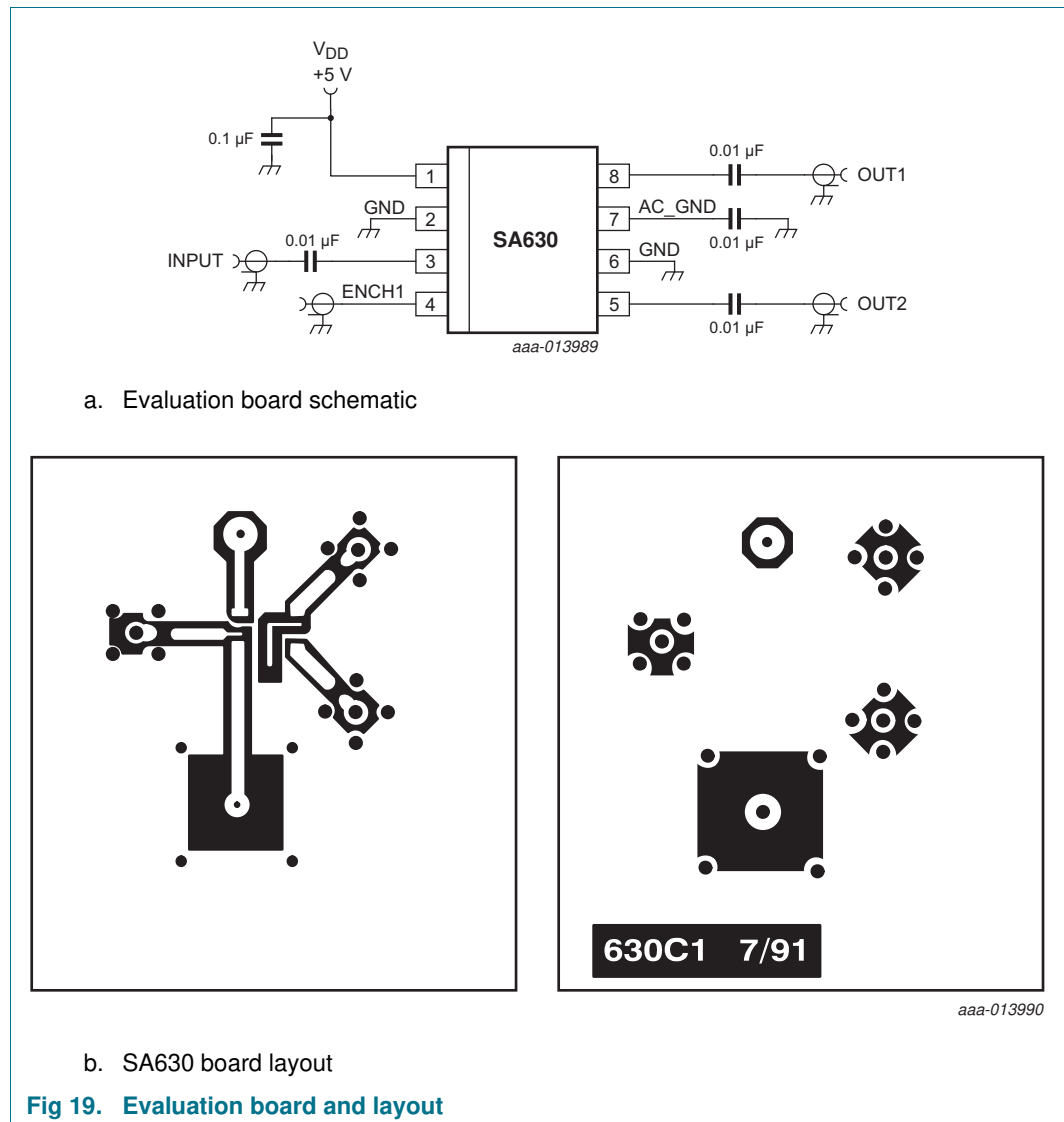 VDD
+5 V
0.1 µF
0.01 µF
1
8
OUT1
GND
2
7
AC_GND
SA630
0.01 µF
0.01 µF
GND
INPUT
3
6
ENCH1
4
5
OUT2
0.01 µF
aaa-013989
a. Evaluation board schematic
630C1 7/91
aaa-013990
b. SA630 board layout
Fig 19. Evaluation board and layout